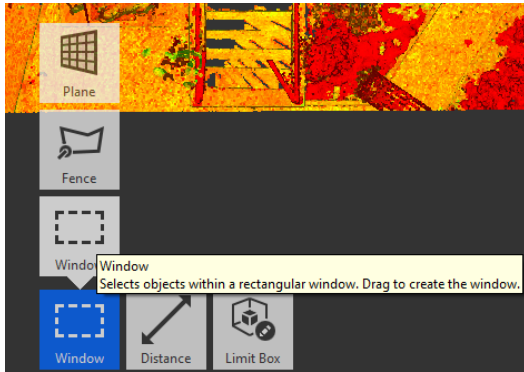 Plane
Fence
Windo
Window
Selects objects within a rectangular window. Drag to create the window.
Window
Distance
Limit Box